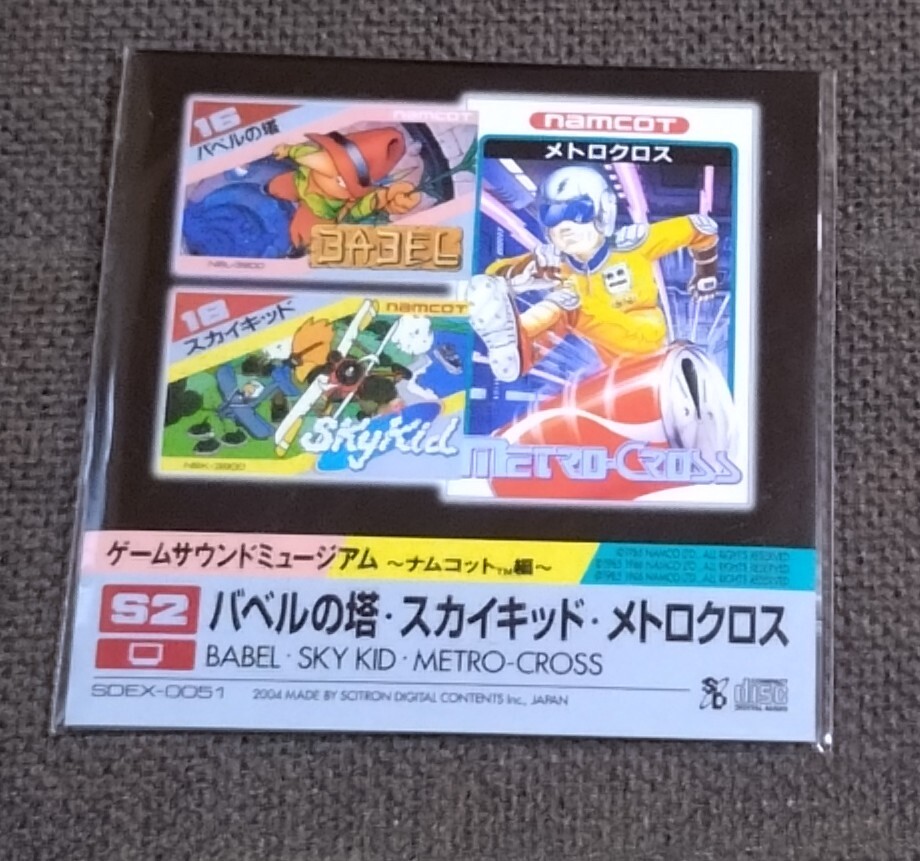 16
バベルの塔
namcot
BABEL
18
スカイキッド
namcot
SkyKid
namcot
メトロクロス
METRO-CROSS
ゲームサウンドミュージアム ～ナムコット™編～
S2
バベルの塔・スカイキッド・メトロクロス
BABEL・SKY KID・METRO-CROSS
SDEX-0051
2004 MADE BY SCITRON DIGITAL CONTENTS Inc., JAPAN
SD
disc
DIGITAL AUDIO